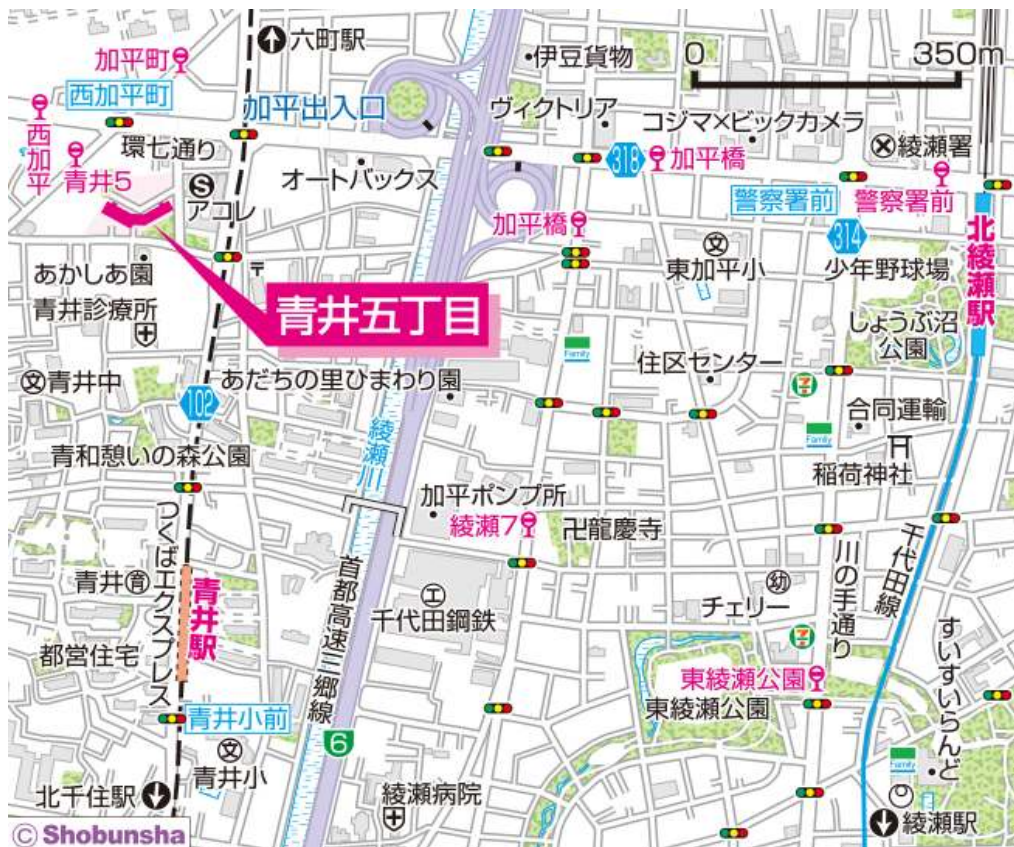 六町駅
加平町
西加平町
西加平
青井5
環七通り
加平出入口
伊豆貨物
0 350m
ヴィクトリア
コジマ×ビックカメラ
318
加平橋
綾瀬署
警察署前
警察署前
オートバックス
S
アコレ
加平橋
文
東加平小
314
少年野球場
北綾瀬駅
あかしあ園
青井診療所
青井五丁目
しょうぶ沼
公園
Family
住区センター
文青井中
102
あだちの里ひまわり園
合同運輸
Family
稲荷神社
青和憩いの森公園
綾瀬川
加平ポンプ所
綾瀬7
卍龍慶寺
つくばエクスプレス
首都高速三郷線
千代田線
川の手通り
青井育
青井駅
工
千代田鋼鉄
幼
チェリー
都営住宅
東綾瀬公園
東綾瀬公園
すいすいらんど
青井小前
6
文
青井小
Family
北千住駅
綾瀬病院
綾瀬駅
© Shobunsha